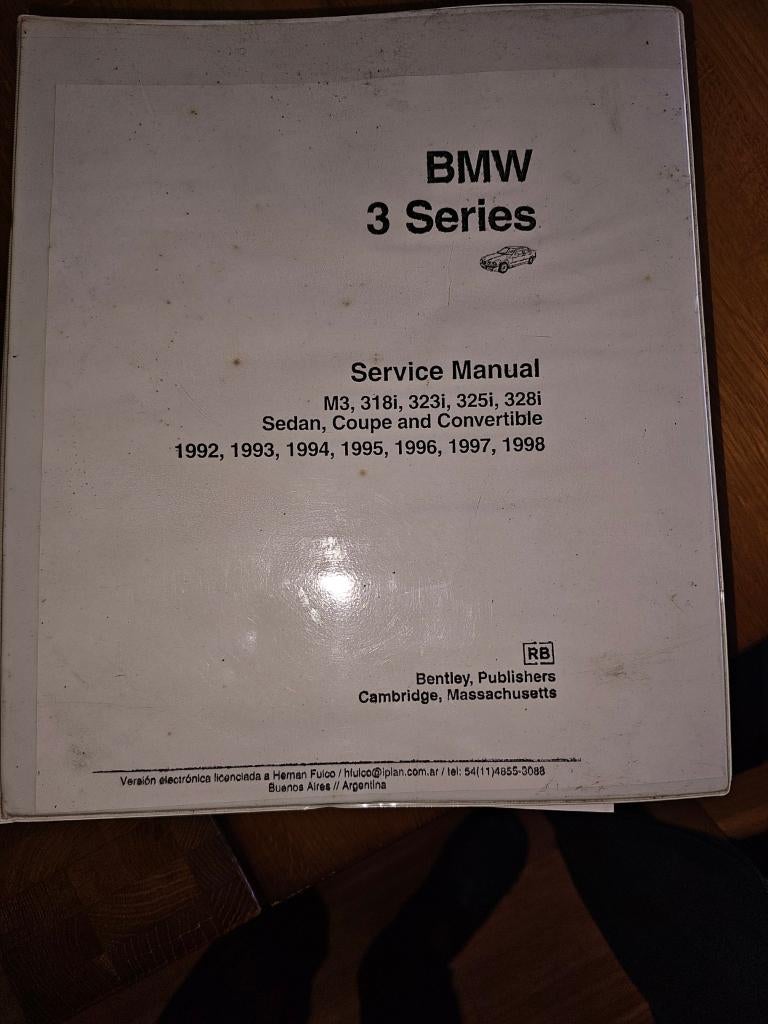 BMW
3 Series
Service Manual
M3, 318i, 323i, 325i, 328i
Sedan, Coupe and Convertible
1992, 1993, 1994, 1995, 1996, 1997, 1998
RB
Bentley, Publishers
Cambridge, Massachusetts
Versión electrónica licenciada a Hernan Fulco / hfulco@iplan.com.ar / tel: 54(11)4855-3088
Buenos Aires // Argentina